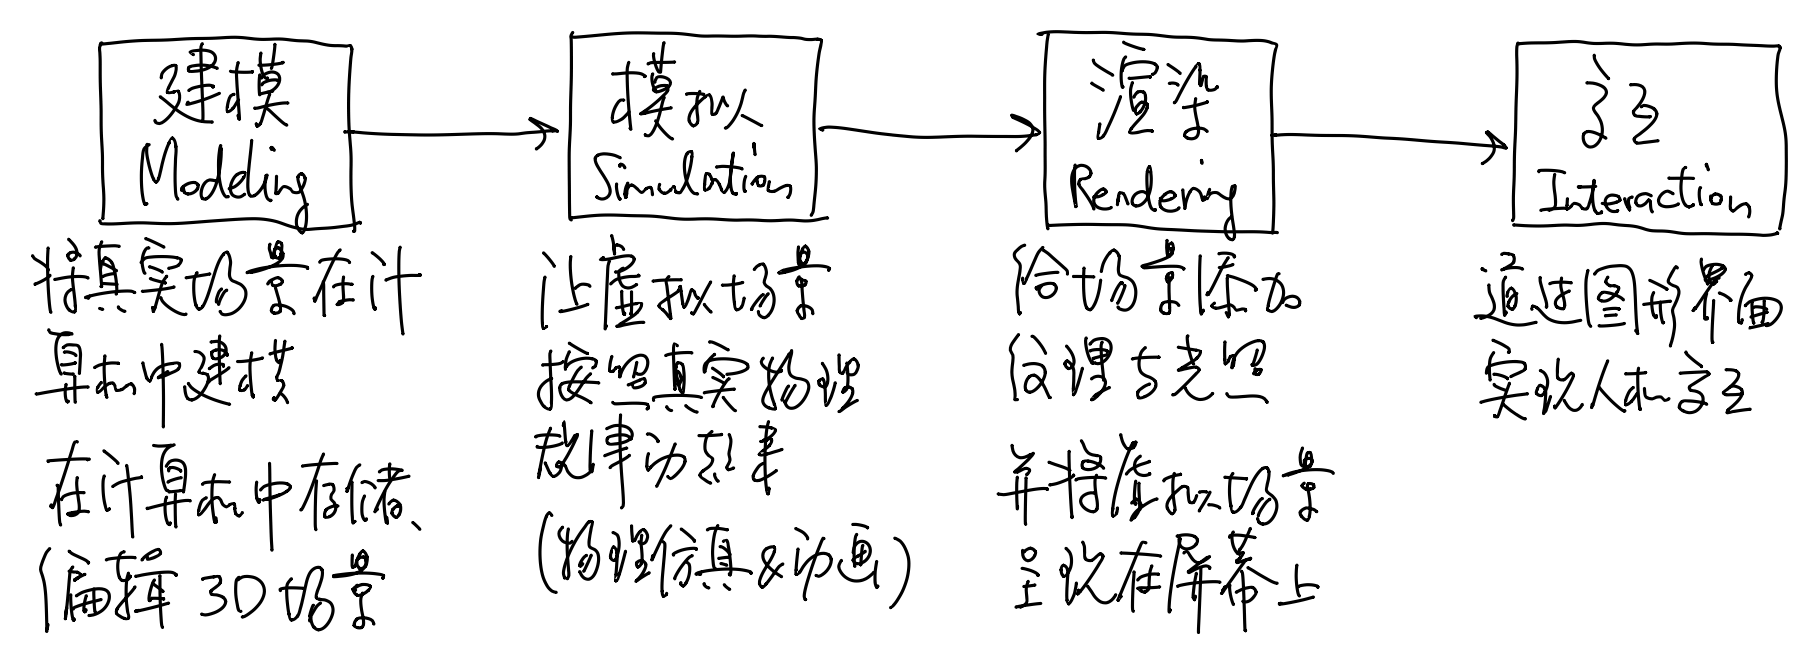 建模
Modeling
将真实场景在计
算机中建模
在计算机中存储、
编辑 3D 场景
模拟
Simulation
让虚拟场景
按照真实物理
规律动起来
(物理仿真&动画)
渲染
Rendering
给场景添加
纹理与光照
并将虚拟场景
呈现在屏幕上
交互
Interaction
通过图形界面
实现人机交互